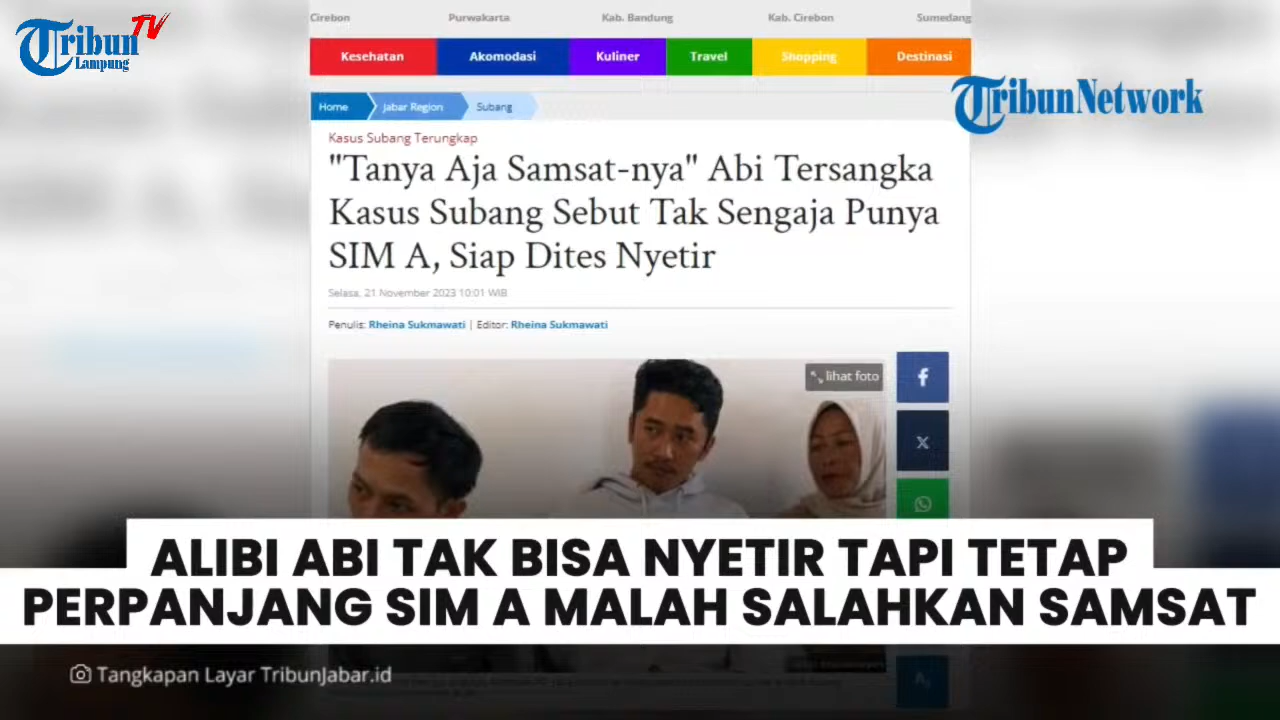 Tribun TV
Lampung
Cirebon Purwakarta Kab. Bandung Kab. Cirebon Sumedang
Kesehatan Akomodasi Kuliner Travel Shopping Destinasi
TribunNetwork
Home Jabar Region Subang
Kasus Subang Terungkap
"Tanya Aja Samsat-nya" Abi Tersangka
Kasus Subang Sebut Tak Sengaja Punya
SIM A, Siap Dites Nyetir
Selasa, 21 November 2023 10:01 WIB
Penulis: Rheina Sukmawati | Editor: Rheina Sukmawati
lihat foto
ALIBI ABI TAK BISA NYETIR TAPI TETAP
PERPANJANG SIM A MALAH SALAHKAN SAMSAT
Tangkapan Layar TribunJabar.id